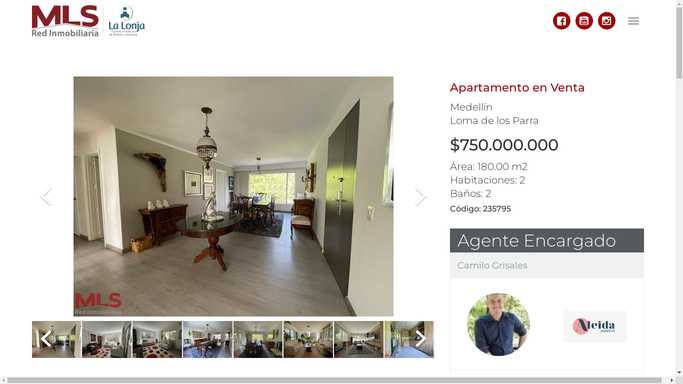 MLS
Red Inmobiliaria
La Lonja
Apartamento en Venta
Medellín
Loma de los Parra
$750.000.000
Área: 180.00 m2
Habitaciones: 2
Baños: 2
Código: 235795
MLS
Red Inmobiliaria
Agente Encargado
Camilo Grisales
Aleida